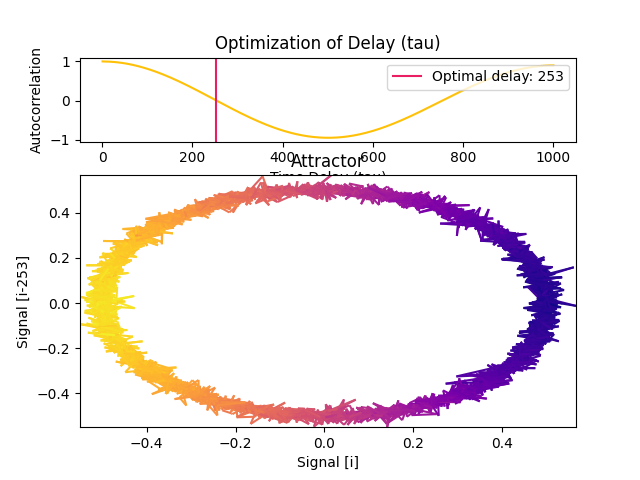 Optimization of Delay (tau)
Autocorrelation
1
0
−1
Optimal delay: 253
0 200 400 600 800 1000
Time Delay (tau)
Attractor
Signal [i-253]
0.4
0.2
0.0
−0.2
−0.4
−0.4 −0.2 0.0 0.2 0.4
Signal [i]